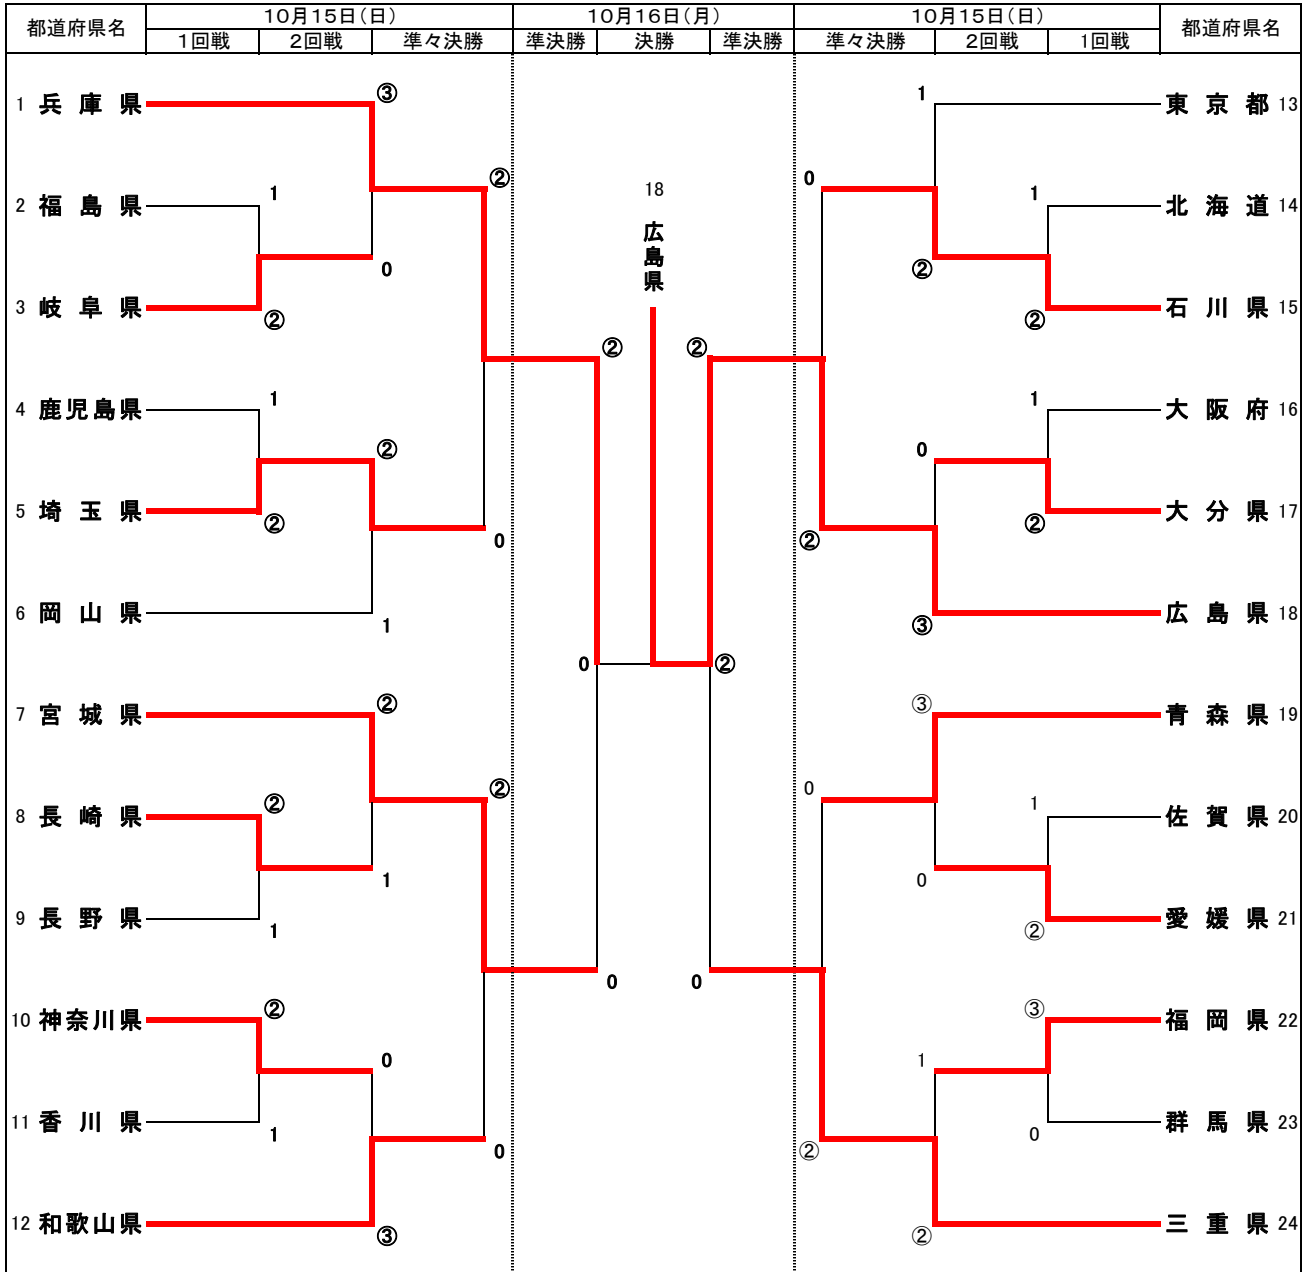 都道府県名 10月15日(日) 10月16日(月) 10月15日(日) 都道府県名
1回戦 2回戦 準々決勝 準決勝 決勝 準決勝 準々決勝 2回戦 1回戦
③ 1
1 兵庫県 東京都 13
② 0
1 18 1
2 福島県 北海道 14
広島県
0 ②
3 岐阜県 石川県 15
② ②
② ②
1 1
4 鹿児島県 大阪府 16
② 0
5 埼玉県 大分県 17
② ②
0 ②
6 岡山県 広島県 18
1 ③
0 ②
② ③
7 宮城県 青森県 19
② 0
② 1
8 長崎県 佐賀県 20
1 0
9 長野県 愛媛県 21
1 ②
0 0
② ③
10 神奈川県 福岡県 22
0 1
11 香川県 群馬県 23
1 0
0 ②
12 和歌山県 三重県 24
③ ②